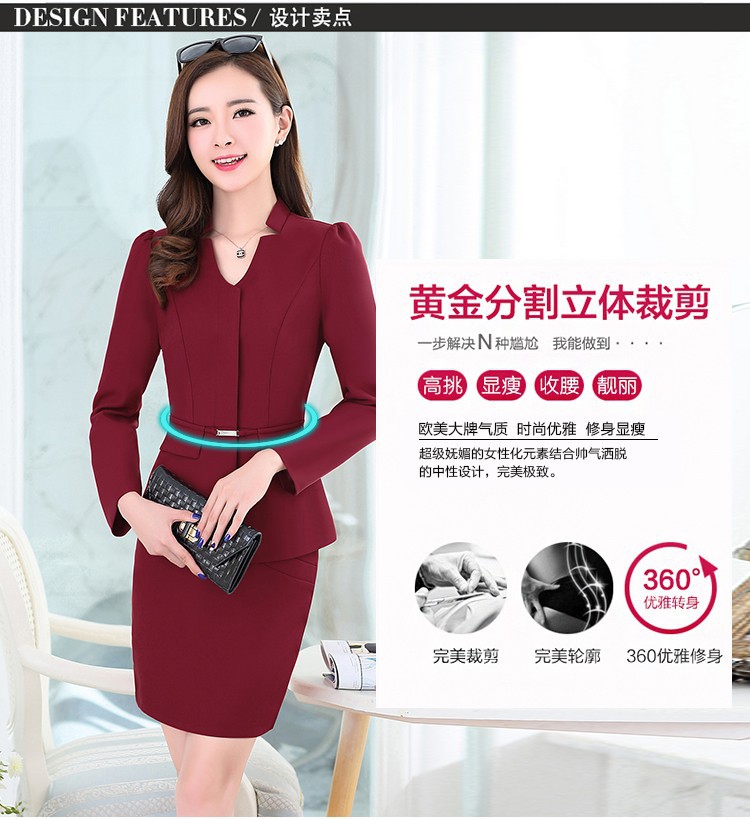 DESIGN FEATURES / 设计卖点
黄金分割立体裁剪
一步解决N种尴尬 我能做到····
高挑 显瘦 收腰 靓丽
欧美大牌气质 时尚优雅 修身显瘦
超级妩媚的女性化元素结合帅气洒脱
的中性设计，完美极致。
360°
优雅转身
完美裁剪 完美轮廓 360优雅修身